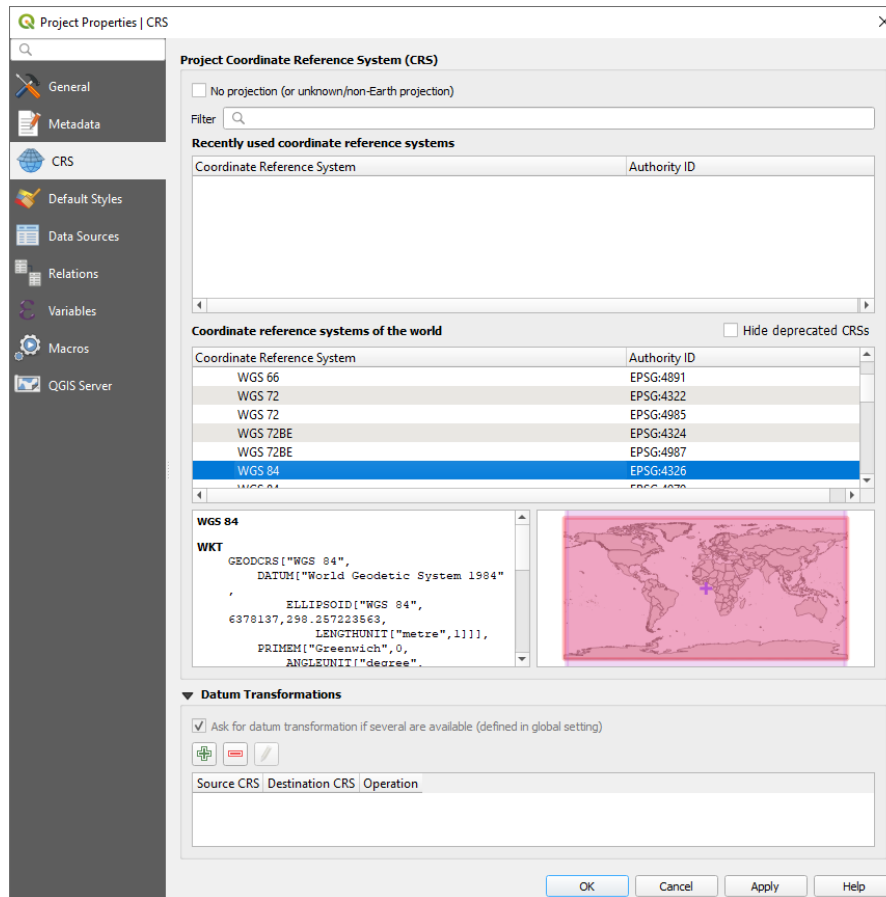 Project Properties | CRS
General
Metadata
CRS
Default Styles
Data Sources
Relations
Variables
Macros
QGIS Server
Project Coordinate Reference System (CRS)
No projection (or unknown/non-Earth projection)
Filter
Recently used coordinate reference systems
Coordinate Reference System Authority ID
Coordinate reference systems of the world Hide deprecated CRSs
Coordinate Reference System Authority ID
WGS 66 EPSG:4891
WGS 72 EPSG:4322
WGS 72 EPSG:4985
WGS 72BE EPSG:4324
WGS 72BE EPSG:4987
WGS 84 EPSG:4326
WGS 84 EPSG:4979
WGS 84
WKT
GEODCRS["WGS 84",
DATUM["World Geodetic System 1984"
,
ELLIPSOID["WGS 84",
6378137,298.257223563,
LENGTHUNIT["metre",1]]],
PRIMEM["Greenwich",0,
ANGLEUNIT["degree",
Datum Transformations
Ask for datum transformation if several are available (defined in global setting)
Source CRS Destination CRS Operation
OK Cancel Apply Help